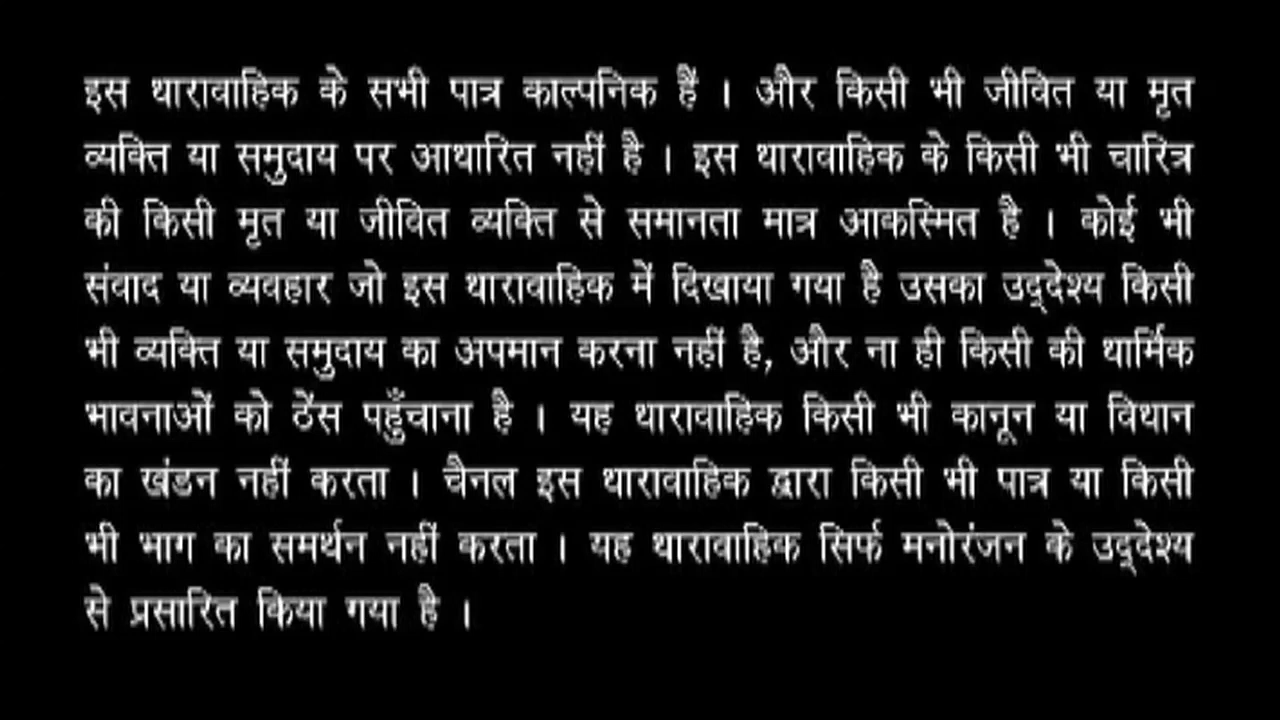 इस धारावाहिक के सभी पात्र काल्पनिक हैं । और किसी भी जीवित या मृत
व्यक्ति या समुदाय पर आधारित नहीं है । इस धारावाहिक के किसी भी चारित्र
की किसी मृत या जीवित व्यक्ति से समानता मात्र आकस्मित है । कोई भी
संवाद या व्यवहार जो इस धारावाहिक में दिखाया गया है उसका उद्देश्य किसी
भी व्यक्ति या समुदाय का अपमान करना नहीं है, और ना ही किसी की धार्मिक
भावनाओं को ठेंस पहुँचाना है । यह धारावाहिक किसी भी कानून या विधान
का खंडन नहीं करता । चैनल इस धारावाहिक द्वारा किसी भी पात्र या किसी
भी भाग का समर्थन नहीं करता । यह धारावाहिक सिर्फ मनोरंजन के उद्देश्य
से प्रसारित किया गया है ।